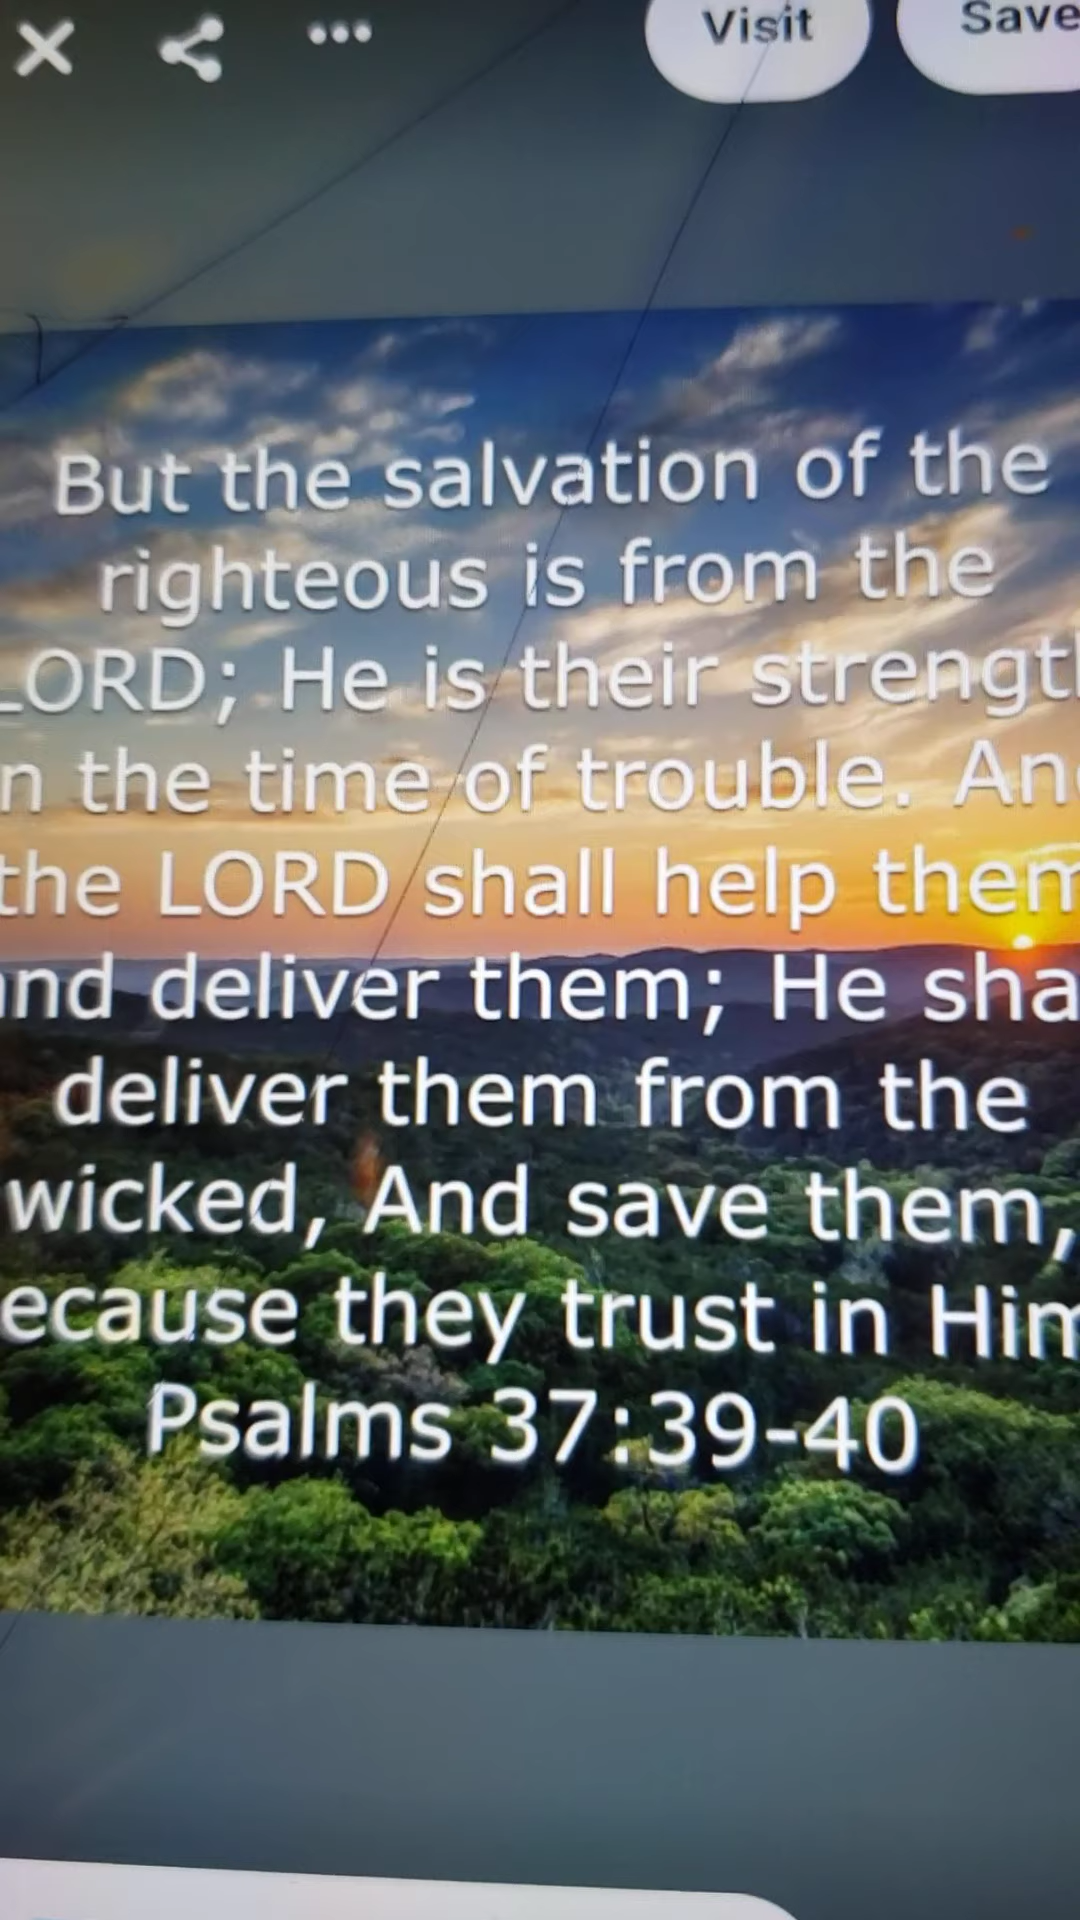 Visit
Save
But the salvation of the
righteous is from the
LORD; He is their strengt
n the time of trouble. An
the LORD shall help them
nd deliver them; He sha
deliver them from the
wicked, And save them,
ecause they trust in Him
Psalms 37:39-40